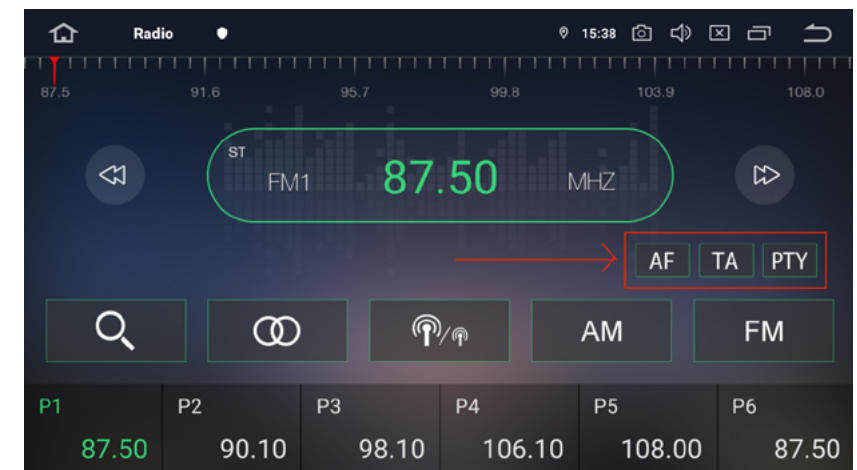 Radio 15:38
87.5 91.6 95.7 99.8 103.9 108.0
ST
FM1 87.50 MHZ
AF TA PTY
AM FM
P1 P2 P3 P4 P5 P6
87.50 90.10 98.10 106.10 108.00 87.50